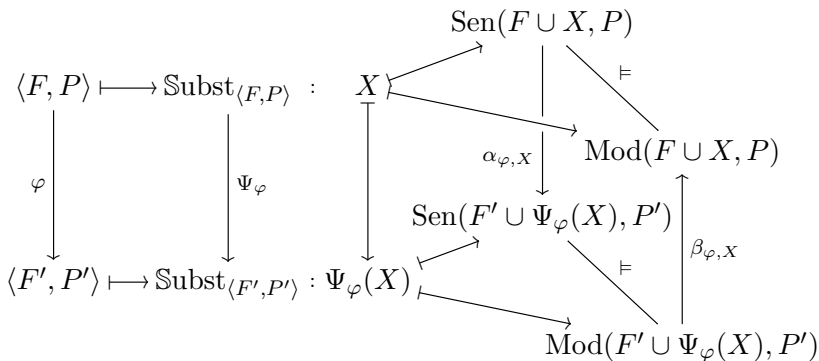 Sen(F ∪ X, P)
⟨F, P⟩ ⟼ 𝕊ubst⟨F,P⟩ : X
⊨
Mod(F ∪ X, P)
φ Ψφ αφ,X
Sen(F′ ∪ Ψφ(X), P′)
βφ,X
⊨
⟨F′, P′⟩ ⟼ 𝕊ubst⟨F′,P′⟩ : Ψφ(X)
Mod(F′ ∪ Ψφ(X), P′)